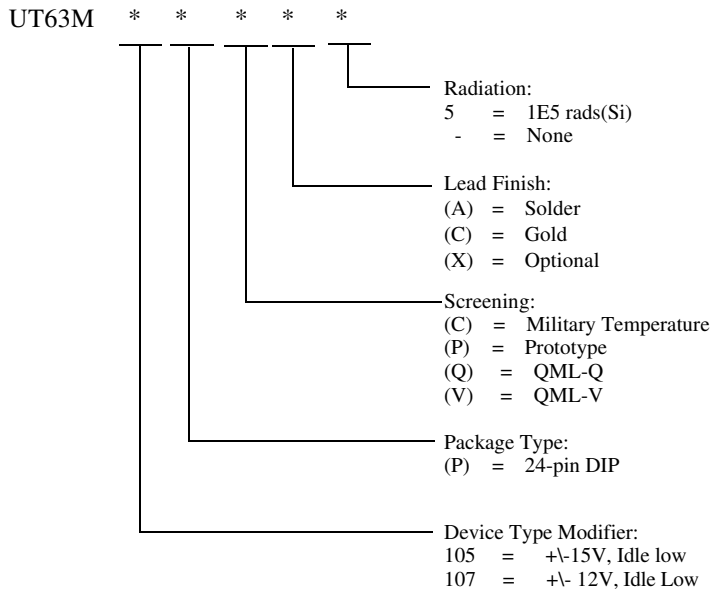 UT63M * * * * *
Radiation:
5 = 1E5 rads(Si)
- = None
Lead Finish:
(A) = Solder
(C) = Gold
(X) = Optional
Screening:
(C) = Military Temperature
(P) = Prototype
(Q) = QML-Q
(V) = QML-V
Package Type:
(P) = 24-pin DIP
Device Type Modifier:
105 = +\-15V, Idle low
107 = +\- 12V, Idle Low